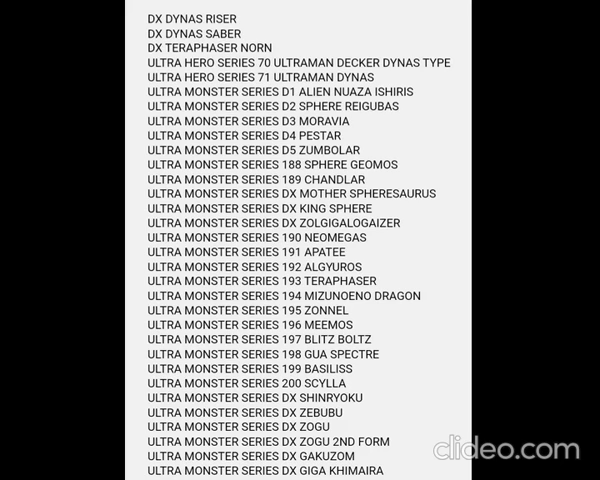 DX DYNAS RISER
DX DYNAS SABER
DX TERAPHASER NORN
ULTRA HERO SERIES 70 ULTRAMAN DECKER DYNAS TYPE
ULTRA HERO SERIES 71 ULTRAMAN DYNAS
ULTRA MONSTER SERIES D1 ALIEN NUAZA ISHIRIS
ULTRA MONSTER SERIES D2 SPHERE REIGUBAS
ULTRA MONSTER SERIES D3 MORAVIA
ULTRA MONSTER SERIES D4 PESTAR
ULTRA MONSTER SERIES D5 ZUMBOLAR
ULTRA MONSTER SERIES 188 SPHERE GEOMOS
ULTRA MONSTER SERIES 189 CHANDLAR
ULTRA MONSTER SERIES DX MOTHER SPHERESAURUS
ULTRA MONSTER SERIES DX KING SPHERE
ULTRA MONSTER SERIES DX ZOLGIGALOGAIZER
ULTRA MONSTER SERIES 190 NEOMEGAS
ULTRA MONSTER SERIES 191 APATEE
ULTRA MONSTER SERIES 192 ALGYUROS
ULTRA MONSTER SERIES 193 TERAPHASER
ULTRA MONSTER SERIES 194 MIZUNOENO DRAGON
ULTRA MONSTER SERIES 195 ZONNEL
ULTRA MONSTER SERIES 196 MEEMOS
ULTRA MONSTER SERIES 197 BLITZ BOLTZ
ULTRA MONSTER SERIES 198 GUA SPECTRE
ULTRA MONSTER SERIES 199 BASILISS
ULTRA MONSTER SERIES 200 SCYLLA
ULTRA MONSTER SERIES DX SHINRYOKU
ULTRA MONSTER SERIES DX ZEBUBU
ULTRA MONSTER SERIES DX ZOGU
ULTRA MONSTER SERIES DX ZOGU 2ND FORM
ULTRA MONSTER SERIES DX GAKUZOM
ULTRA MONSTER SERIES DX GIGA KHIMAIRA
clideo.com